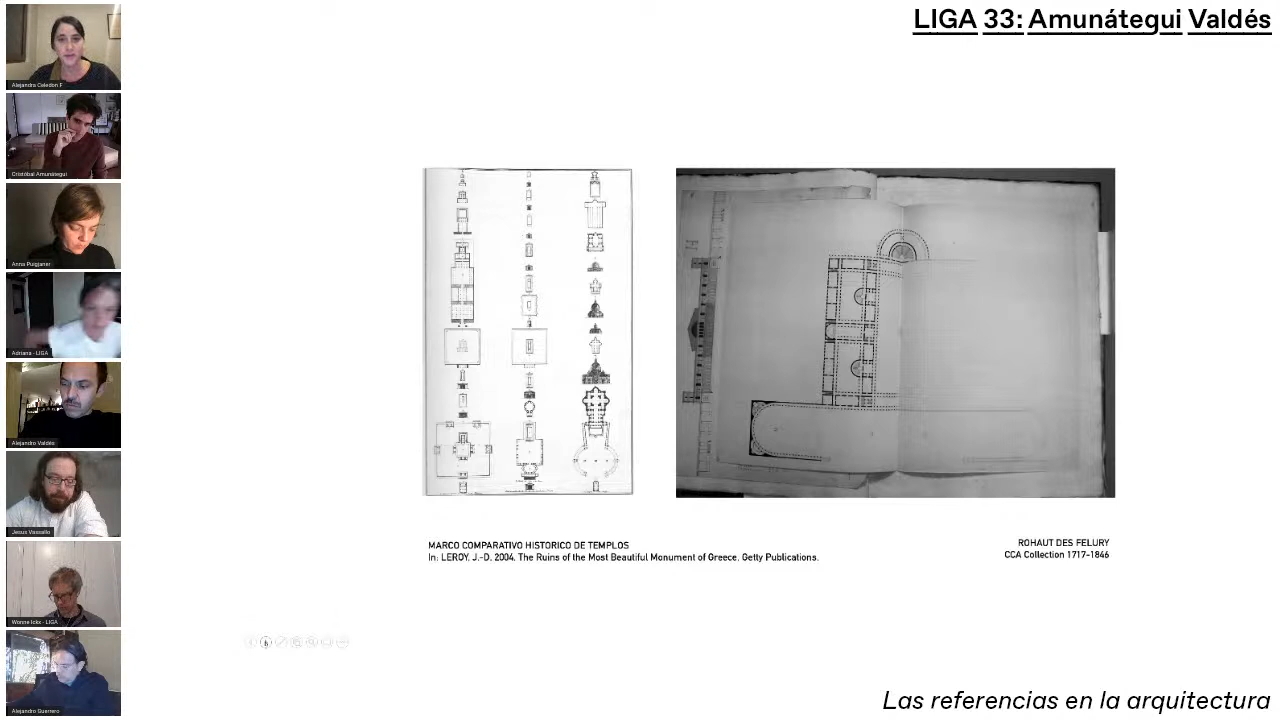 LIGA 33: Amunátegui Valdés
Alejandra Celedon F
Cristóbal Amunátegui
Anna Puigjaner
Adriana - LIGA
Alejandro Valdés
Jesus Vassallo
Wonne Ickx - LIGA
Alejandro Guerrero
MARCO COMPARATIVO HISTORICO DE TEMPLOS
In: LEROY, J.-D. 2004. The Ruins of the Most Beautiful Monument of Greece, Getty Publications.
ROHAUT DES FELURY
CCA Collection 1717-1846
Las referencias en la arquitectura